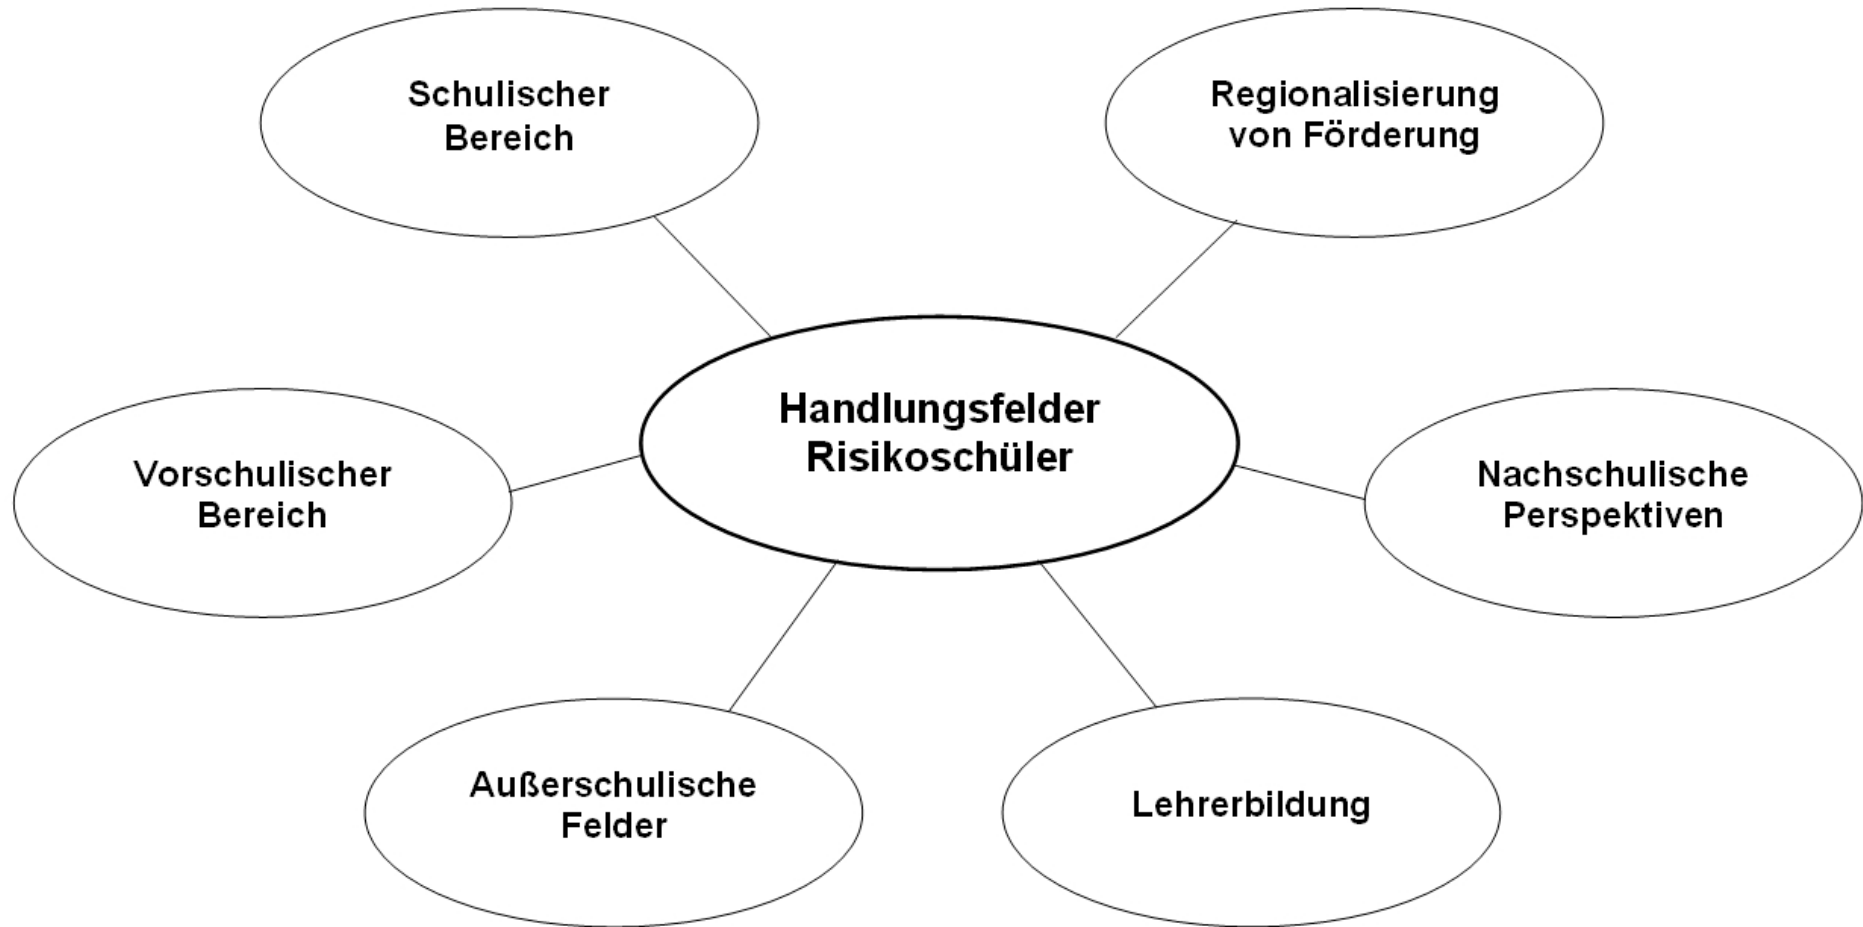 Schulischer
Bereich
Regionalisierung
von Förderung
Handlungsfelder
Risikoschüler
Vorschulischer
Bereich
Nachschulische
Perspektiven
Außerschulische
Felder
Lehrerbildung